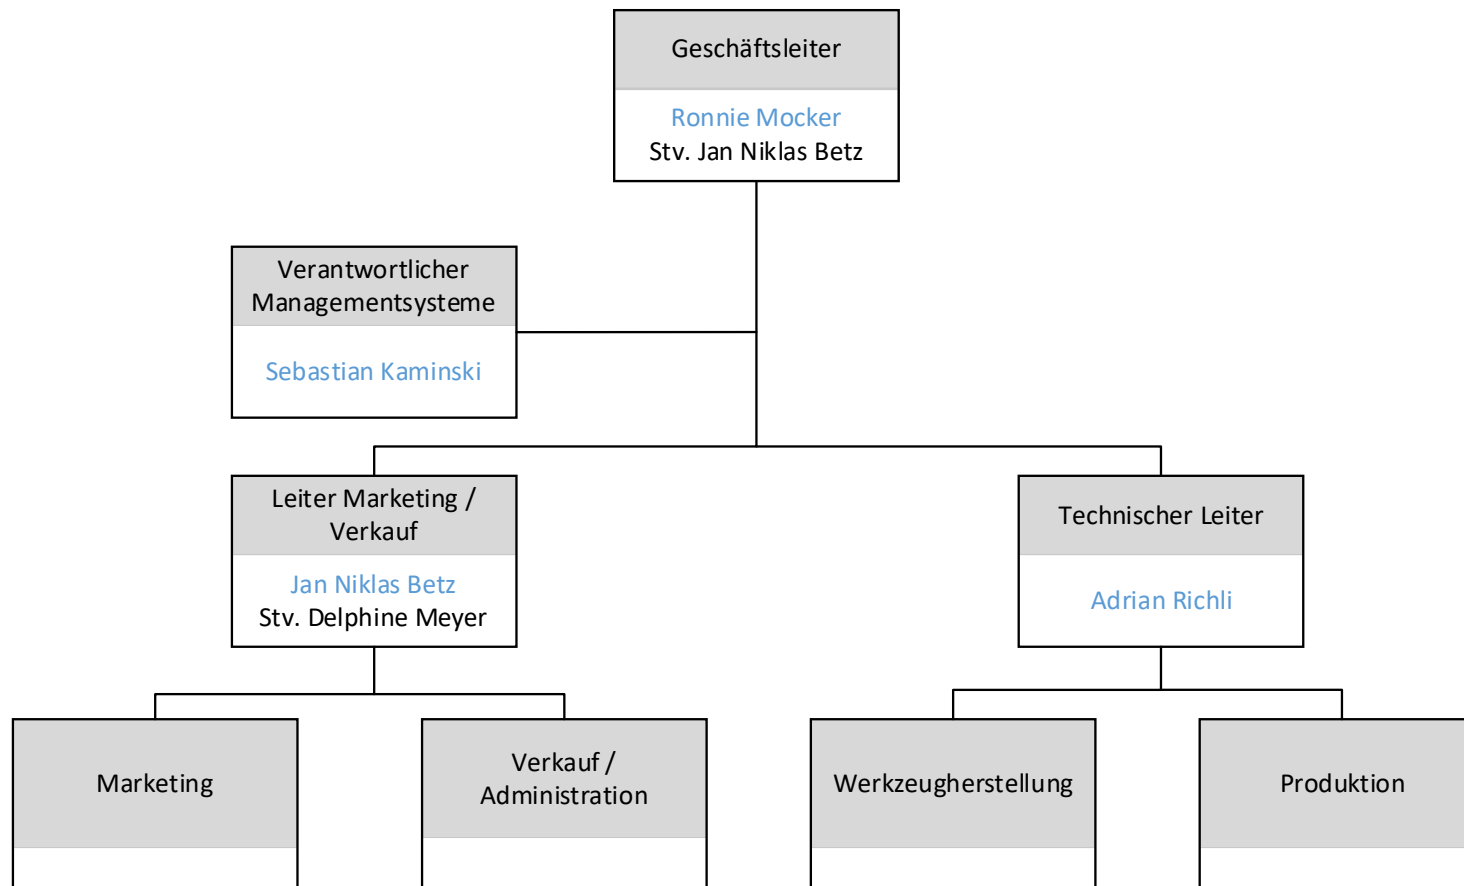 Geschäftsleiter
Ronnie Mocker
Stv. Jan Niklas Betz
Verantwortlicher
Managementsysteme
Sebastian Kaminski
Leiter Marketing /
Verkauf
Jan Niklas Betz
Stv. Delphine Meyer
Technischer Leiter
Adrian Richli
Marketing
Verkauf /
Administration
Werkzeugherstellung
Produktion